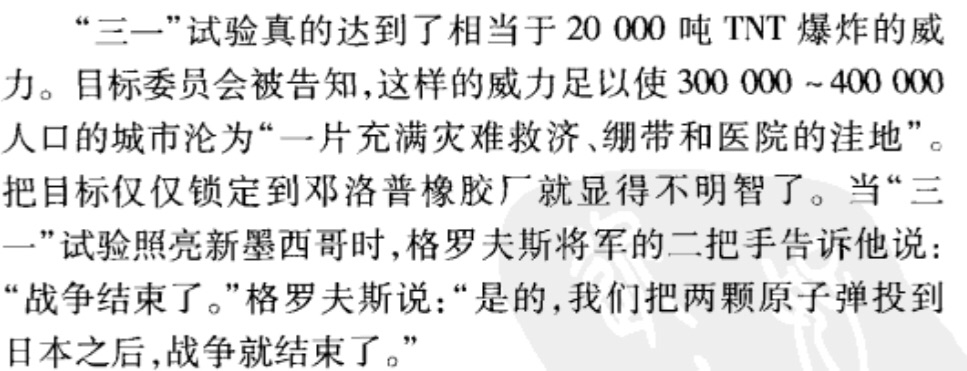 “三一”试验真的达到了相当于 20 000 吨 TNT 爆炸的威
力。目标委员会被告知,这样的威力足以使 300 000 ~ 400 000
人口的城市沦为“一片充满灾难救济、绷带和医院的洼地”。
把目标仅仅锁定到邓洛普橡胶厂就显得不明智了。当“三
一”试验照亮新墨西哥时,格罗夫斯将军的二把手告诉他说:
“战争结束了。”格罗夫斯说:“是的,我们把两颗原子弹投到
日本之后,战争就结束了。”